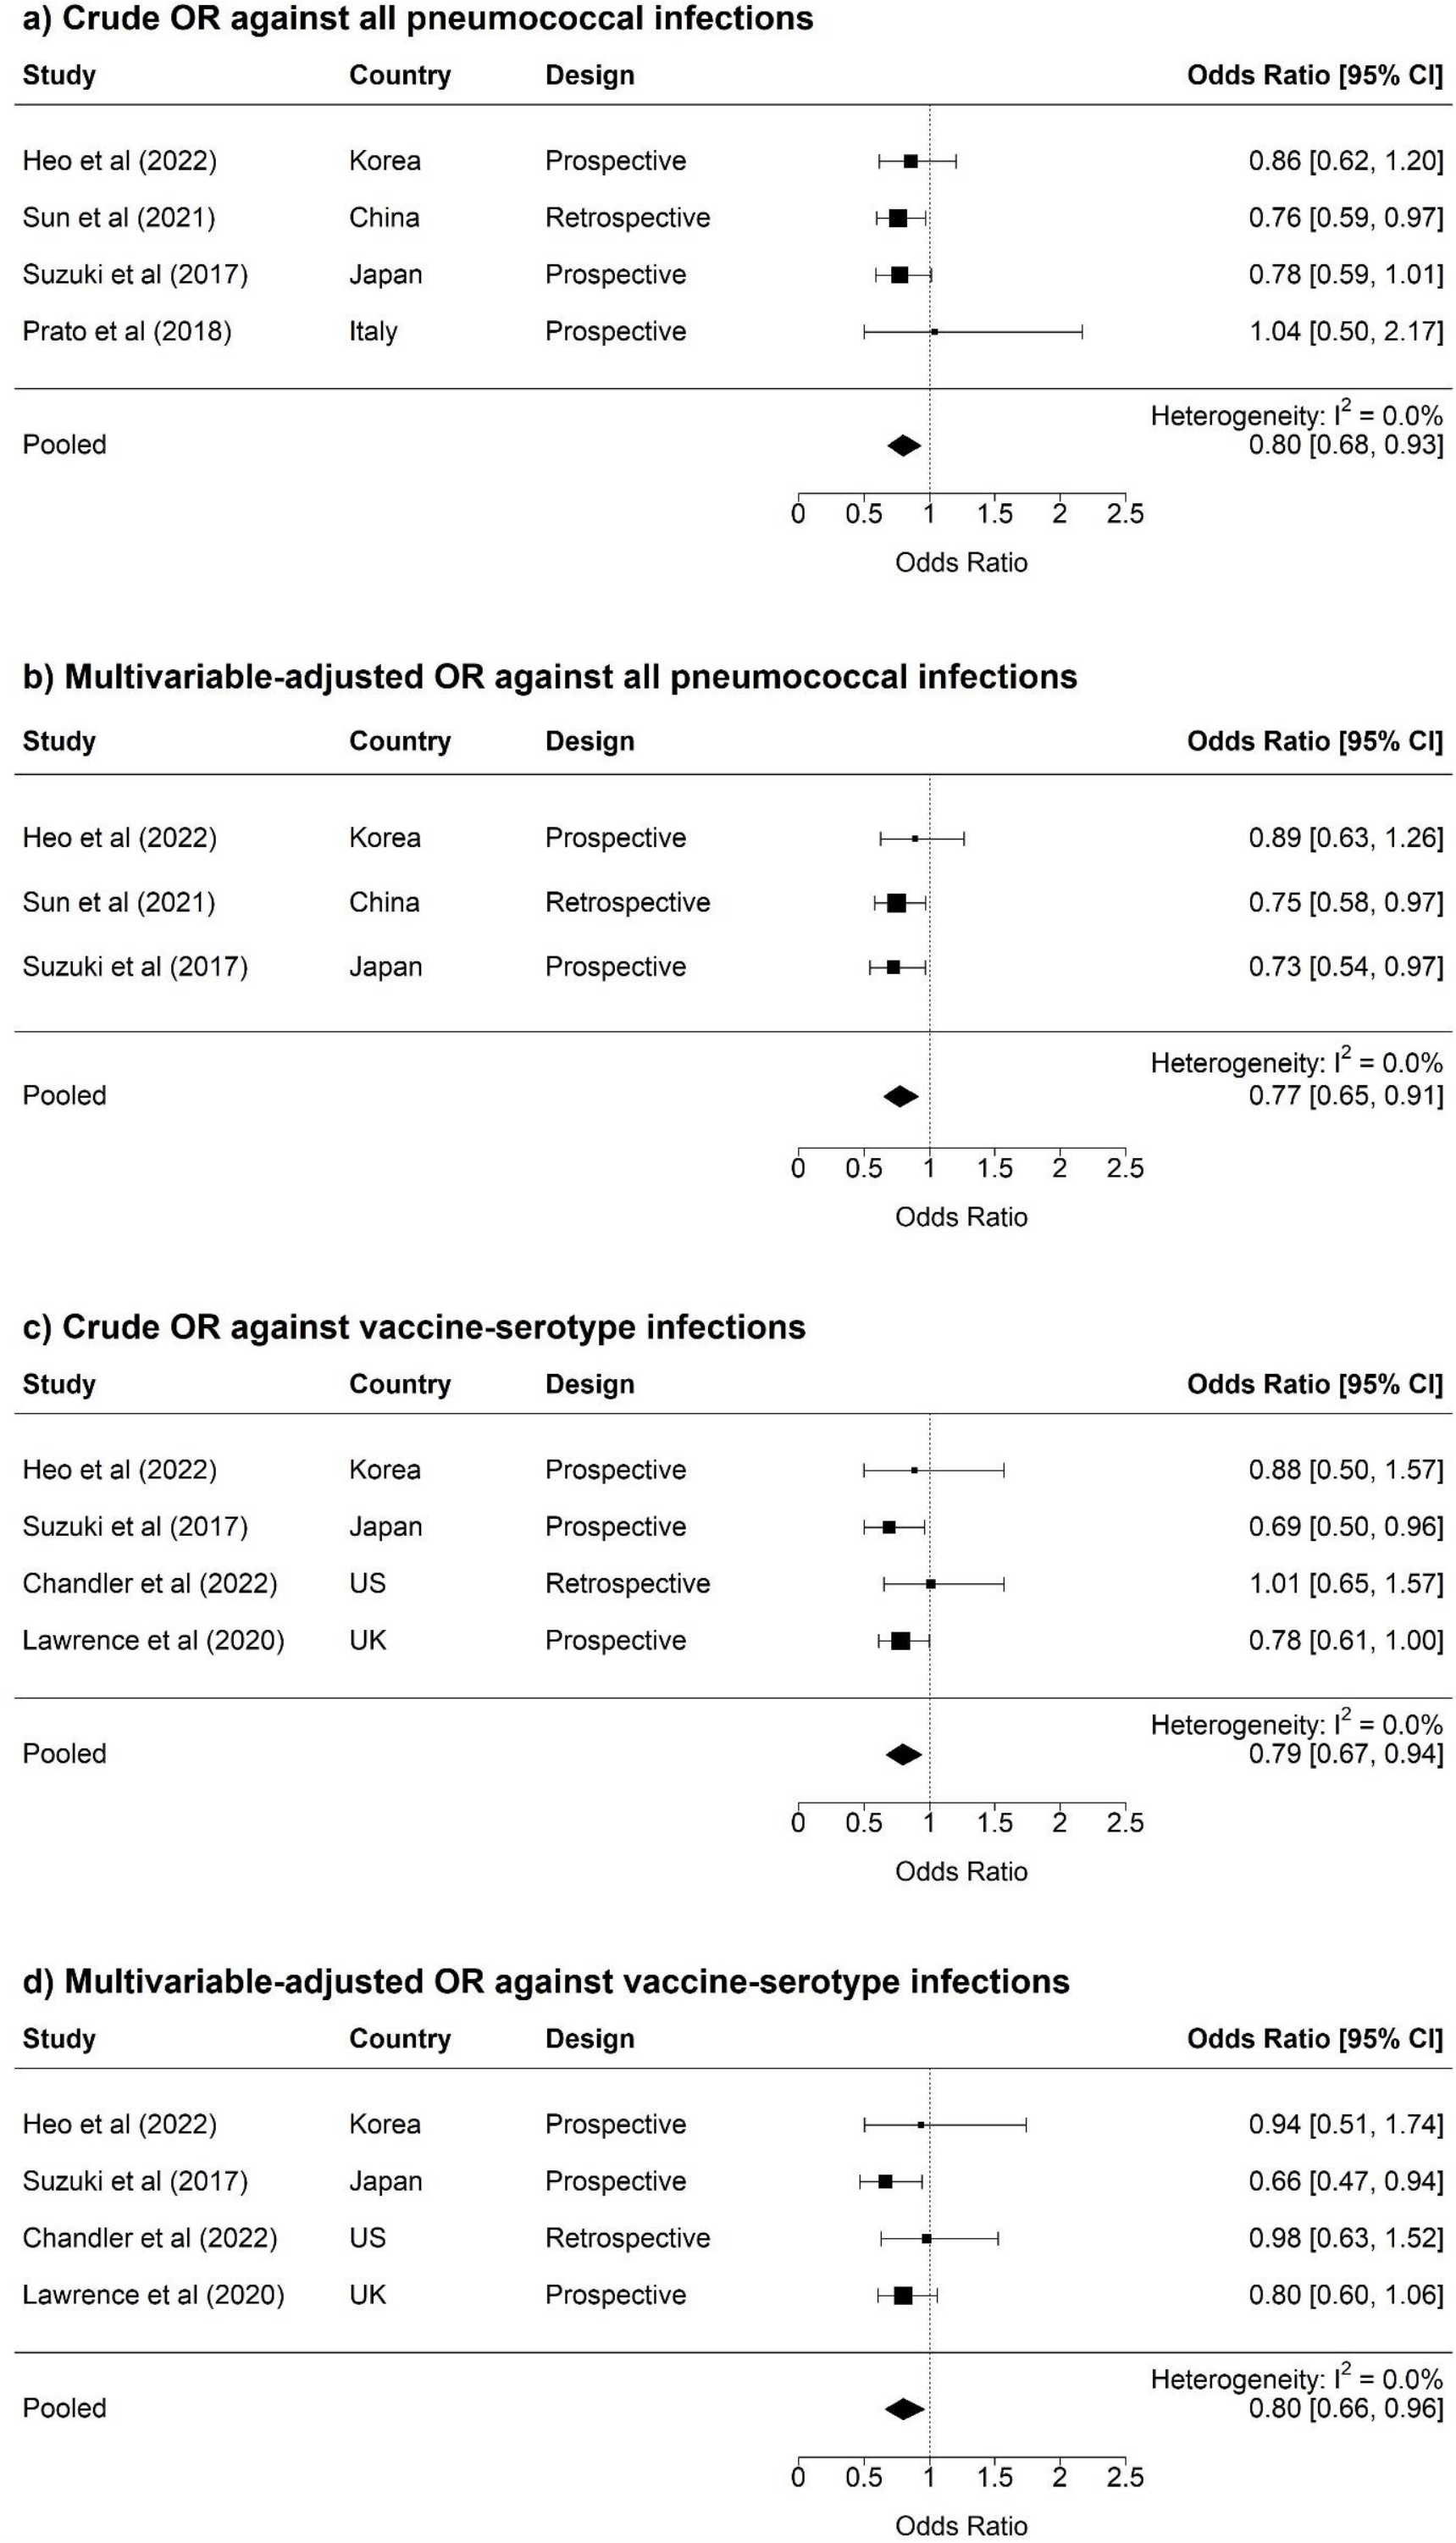 a) Crude OR against all pneumococcal infections
Study Country Design Odds Ratio [95% CI]
Heo et al (2022) Korea Prospective 0.86 [0.62, 1.20]
Sun et al (2021) China Retrospective 0.76 [0.59, 0.97]
Suzuki et al (2017) Japan Prospective 0.78 [0.59, 1.01]
Prato et al (2018) Italy Prospective 1.04 [0.50, 2.17]
Heterogeneity: I² = 0.0%
Pooled 0.80 [0.68, 0.93]
0 0.5 1 1.5 2 2.5
Odds Ratio
b) Multivariable-adjusted OR against all pneumococcal infections
Study Country Design Odds Ratio [95% CI]
Heo et al (2022) Korea Prospective 0.89 [0.63, 1.26]
Sun et al (2021) China Retrospective 0.75 [0.58, 0.97]
Suzuki et al (2017) Japan Prospective 0.73 [0.54, 0.97]
Heterogeneity: I² = 0.0%
Pooled 0.77 [0.65, 0.91]
0 0.5 1 1.5 2 2.5
Odds Ratio
c) Crude OR against vaccine-serotype infections
Study Country Design Odds Ratio [95% CI]
Heo et al (2022) Korea Prospective 0.88 [0.50, 1.57]
Suzuki et al (2017) Japan Prospective 0.69 [0.50, 0.96]
Chandler et al (2022) US Retrospective 1.01 [0.65, 1.57]
Lawrence et al (2020) UK Prospective 0.78 [0.61, 1.00]
Heterogeneity: I² = 0.0%
Pooled 0.79 [0.67, 0.94]
0 0.5 1 1.5 2 2.5
Odds Ratio
d) Multivariable-adjusted OR against vaccine-serotype infections
Study Country Design Odds Ratio [95% CI]
Heo et al (2022) Korea Prospective 0.94 [0.51, 1.74]
Suzuki et al (2017) Japan Prospective 0.66 [0.47, 0.94]
Chandler et al (2022) US Retrospective 0.98 [0.63, 1.52]
Lawrence et al (2020) UK Prospective 0.80 [0.60, 1.06]
Heterogeneity: I² = 0.0%
Pooled 0.80 [0.66, 0.96]
0 0.5 1 1.5 2 2.5
Odds Ratio